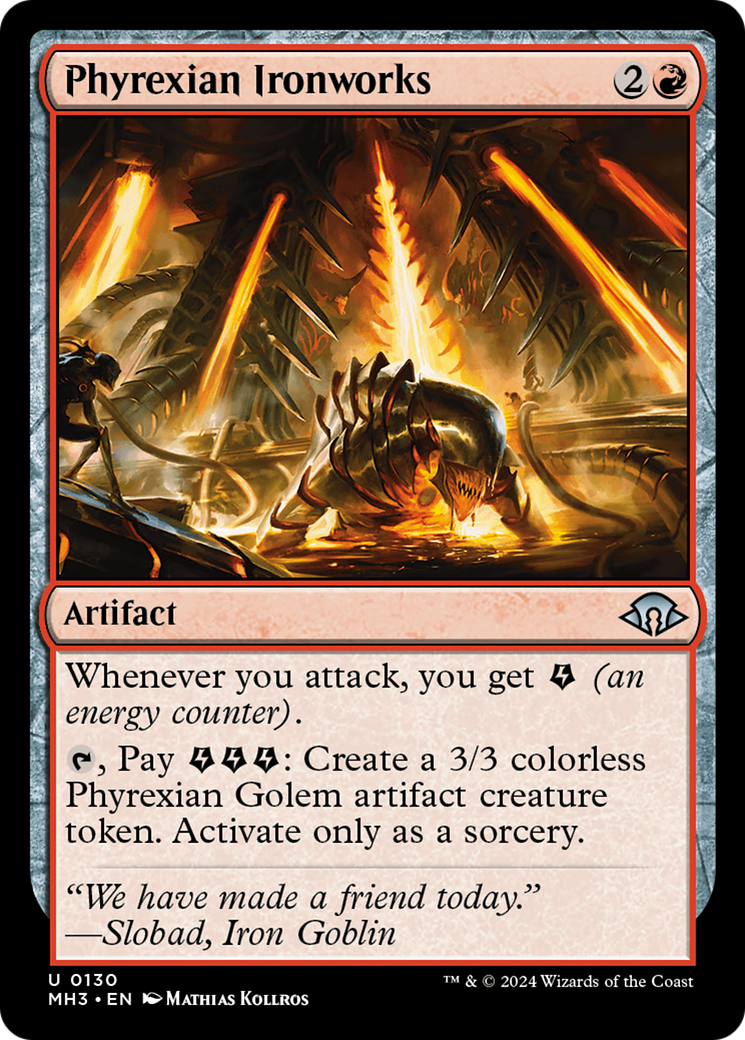 Phyrexian Ironworks 2
Artifact
Whenever you attack, you get (an
energy counter).
, Pay : Create a 3/3 colorless
Phyrexian Golem artifact creature
token. Activate only as a sorcery.
“We have made a friend today.”
—Slobad, Iron Goblin
U 0130
MH3 • EN Mathias Kollros
™ & © 2024 Wizards of the Coast